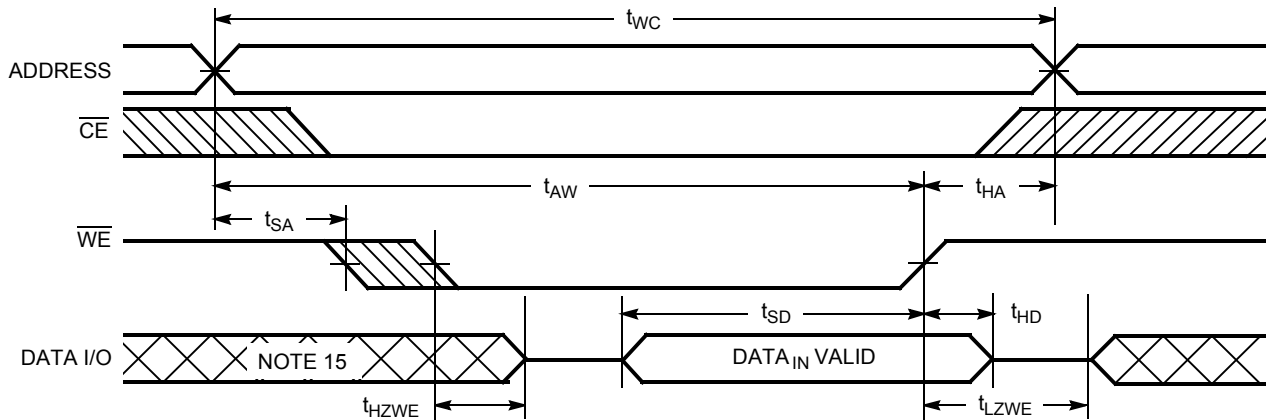 tWC
ADDRESS
CE
tAW
tHA
tSA
WE
tSD
tHD
DATA I/O
NOTE 15
DATAIN VALID
tHZWE
tLZWE